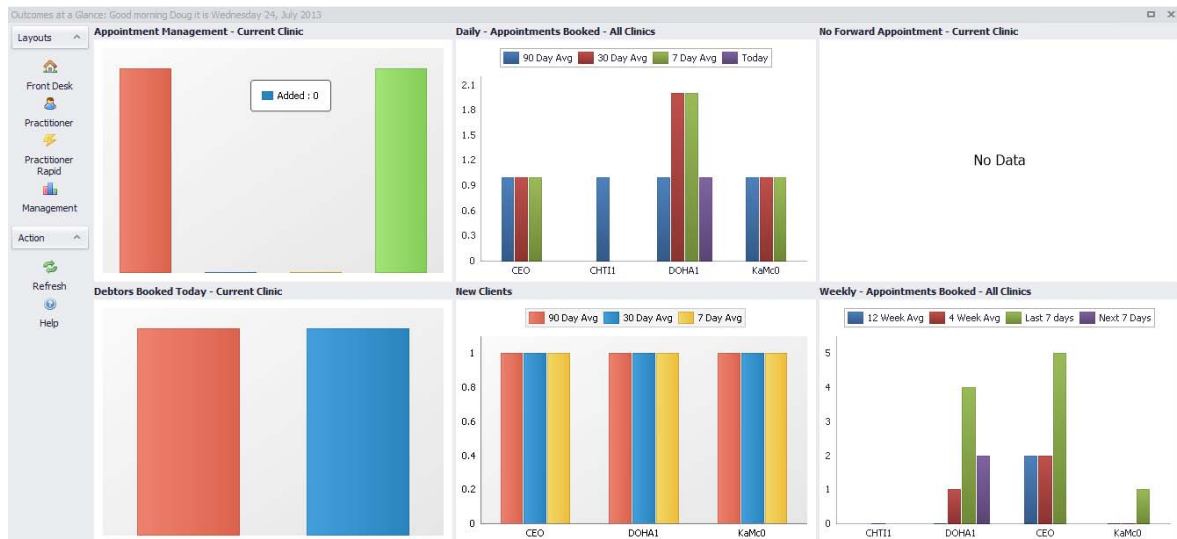 Outcomes at a Glance: Good morning Doug it is Wednesday 24, July 2013
Layouts
Front Desk
Practitioner
Practitioner
Rapid
Management
Action
Refresh
Help
Appointment Management - Current Clinic
Added : 0
Daily - Appointments Booked - All Clinics
90 Day Avg 30 Day Avg 7 Day Avg Today
2.1
1.8
1.5
1.2
0.9
0.6
0.3
0
CEO CHTI1 DOHA1 KaMc0
No Forward Appointment - Current Clinic
No Data
Debtors Booked Today - Current Clinic
New Clients
90 Day Avg 30 Day Avg 7 Day Avg
1
0.8
0.6
0.4
0.2
0
CEO DOHA1 KaMc0
Weekly - Appointments Booked - All Clinics
12 Week Avg 4 Week Avg Last 7 days Next 7 Days
5
4
3
2
1
0
CHTI1 DOHA1 CEO KaMc0